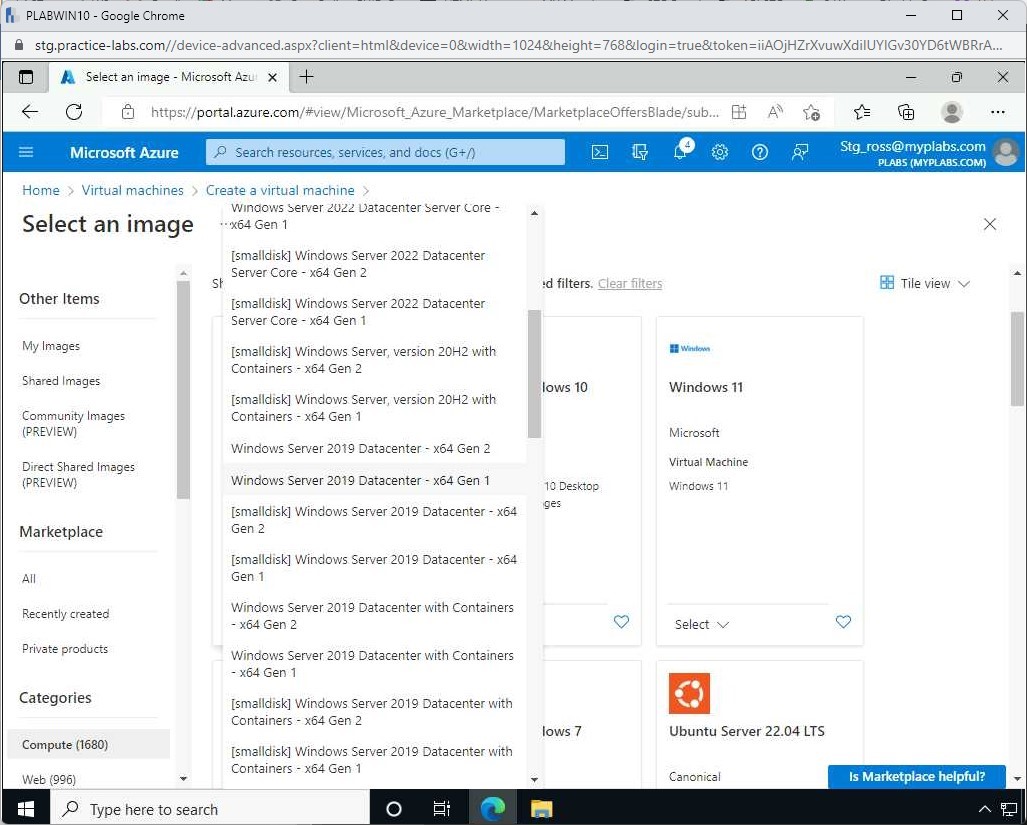 PLABWIN10 - Google Chrome
stg.practice-labs.com//device-advanced.aspx?client=html&device=0&width=1024&height=768&login=true&token=iiAOjHZrXvuwXdiIUYIGv30YD6tWBRrA...
Select an image - Microsoft Azu
https://portal.azure.com/#view/Microsoft_Azure_Marketplace/MarketplaceOffersBlade/sub...
Microsoft Azure
Search resources, services, and docs (G+/)
4
Stg_ross@myplabs.com
PLABS (MYPLABS.COM)
Home > Virtual machines > Create a virtual machine >
Select an image ...
Other Items
My Images
Shared Images
Community Images
(PREVIEW)
Direct Shared Images
(PREVIEW)
Marketplace
All
Recently created
Private products
Categories
Compute (1680)
Web (996)
Windows Server 2022 Datacenter Server Core -
x64 Gen 1
[smalldisk] Windows Server 2022 Datacenter
Server Core - x64 Gen 2
[smalldisk] Windows Server 2022 Datacenter
Server Core - x64 Gen 1
[smalldisk] Windows Server, version 20H2 with
Containers - x64 Gen 2
[smalldisk] Windows Server, version 20H2 with
Containers - x64 Gen 1
Windows Server 2019 Datacenter - x64 Gen 2
Windows Server 2019 Datacenter - x64 Gen 1
[smalldisk] Windows Server 2019 Datacenter - x64
Gen 2
[smalldisk] Windows Server 2019 Datacenter - x64
Gen 1
Windows Server 2019 Datacenter with Containers
- x64 Gen 2
Windows Server 2019 Datacenter with Containers
- x64 Gen 1
[smalldisk] Windows Server 2019 Datacenter with
Containers - x64 Gen 2
[smalldisk] Windows Server 2019 Datacenter with
Containers - x64 Gen 1
Sh
ed filters. Clear filters
Tile view
lows 10
10 Desktop
ges
lows 7
Windows
Windows 11
Microsoft
Virtual Machine
Windows 11
Select
Ubuntu Server 22.04 LTS
Canonical
Is Marketplace helpful?
Type here to search